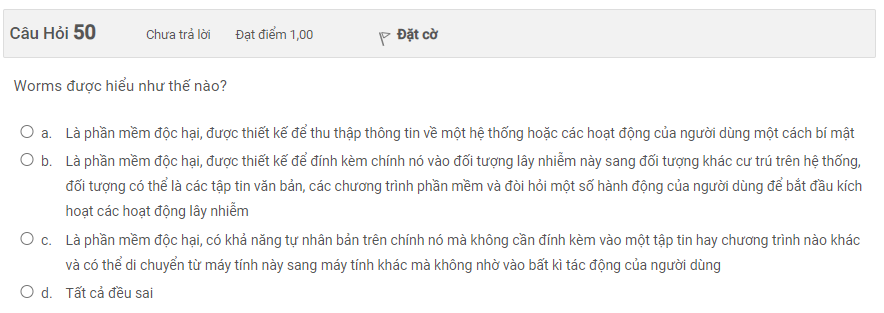 Câu Hỏi 50 Chưa trả lời Đạt điểm 1,00 Đặt cờ
Worms được hiểu như thế nào?
a. Là phần mềm độc hại, được thiết kế để thu thập thông tin về một hệ thống hoặc các hoạt động của người dùng một cách bí mật
b. Là phần mềm độc hại, được thiết kế để đính kèm chính nó vào đối tượng lây nhiễm này sang đối tượng khác cư trú trên hệ thống,
đối tượng có thể là các tập tin văn bản, các chương trình phần mềm và đòi hỏi một số hành động của người dùng để bắt đầu kích
hoạt các hoạt động lây nhiễm
c. Là phần mềm độc hại, có khả năng tự nhân bản trên chính nó mà không cần đính kèm vào một tập tin hay chương trình nào khác
và có thể di chuyển từ máy tính này sang máy tính khác mà không nhờ vào bất kì tác động của người dùng
d. Tất cả đều sai